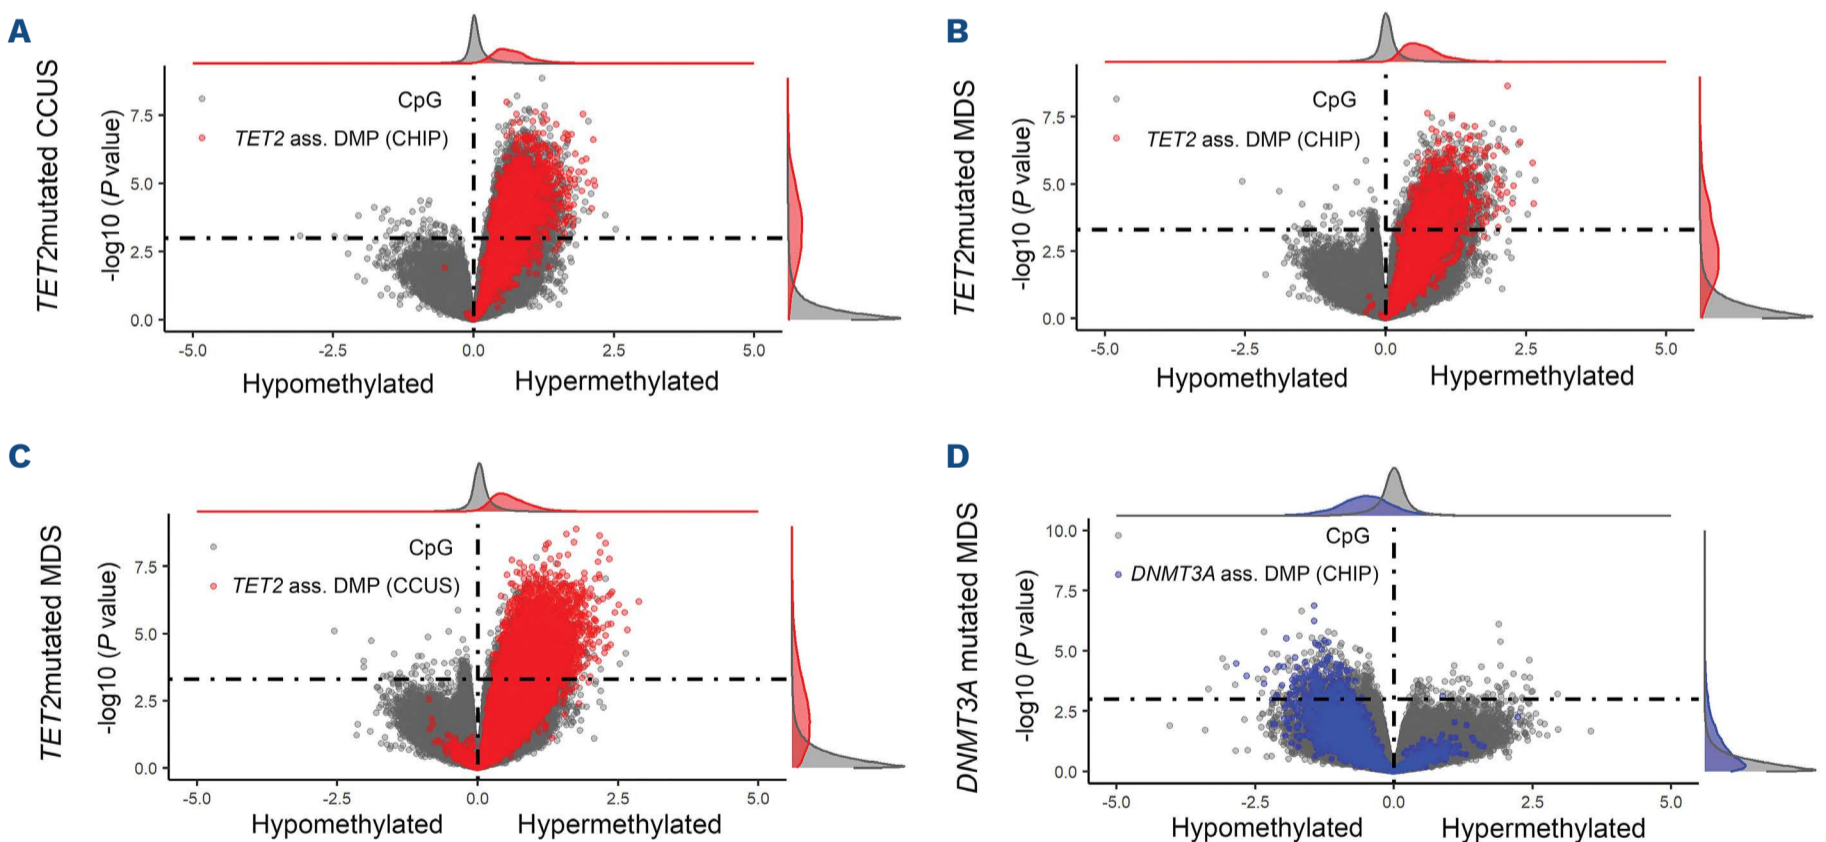 A
TET2mutated CCUS
-log10 (P value)
CpG
TET2 ass. DMP (CHIP)
7.5
5.0
2.5
0.0
-5.0 -2.5 0.0 2.5 5.0
Hypomethylated Hypermethylated
B
TET2mutated MDS
-log10 (P value)
CpG
TET2 ass. DMP (CHIP)
7.5
5.0
2.5
0.0
-5.0 -2.5 0.0 2.5 5.0
Hypomethylated Hypermethylated
C
TET2mutated MDS
-log10 (P value)
CpG
TET2 ass. DMP (CCUS)
7.5
5.0
2.5
0.0
-5.0 -2.5 0.0 2.5 5.0
Hypomethylated Hypermethylated
D
DNMT3A mutated MDS
-log10 (P value)
10.0
CpG
DNMT3A ass. DMP (CHIP)
7.5
5.0
2.5
0.0
-5.0 -2.5 0.0 2.5 5.0
Hypomethylated Hypermethylated